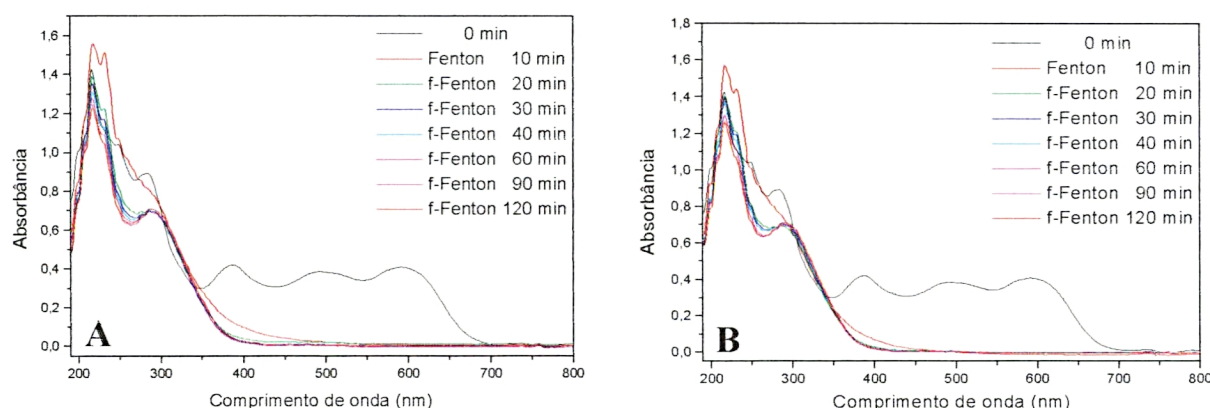 Absorbância
1,6
1,4
1,2
1,0
0,8
0,6
0,4
0,2
0,0
0 min
Fenton 10 min
f-Fenton 20 min
f-Fenton 30 min
f-Fenton 40 min
f-Fenton 60 min
f-Fenton 90 min
f-Fenton 120 min
A
200 300 400 500 600 700 800
Comprimento de onda (nm)
Absorbância
1,8
1,6
1,4
1,2
1,0
0,8
0,6
0,4
0,2
0,0
0 min
Fenton 10 min
f-Fenton 20 min
f-Fenton 30 min
f-Fenton 40 min
f-Fenton 60 min
f-Fenton 90 min
f-Fenton 120 min
B
200 300 400 500 600 700 800
Comprimento de onda (nm)